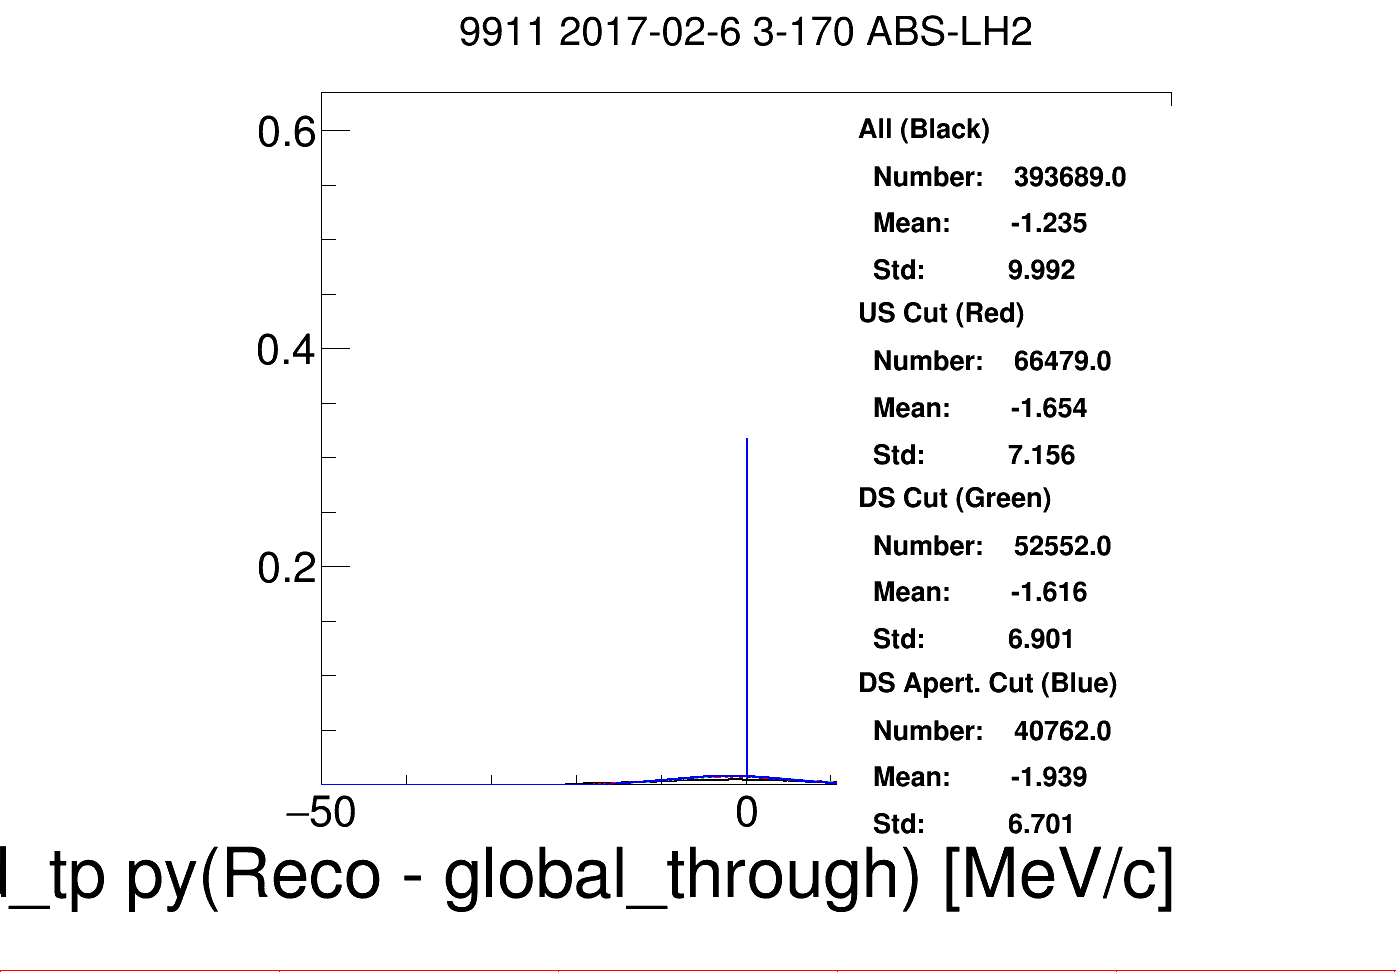 9911 2017-02-6 3-170 ABS-LH2
0.6
0.4
0.2
−50
0
All (Black)
Number: 393689.0
Mean: -1.235
Std: 9.992
US Cut (Red)
Number: 66479.0
Mean: -1.654
Std: 7.156
DS Cut (Green)
Number: 52552.0
Mean: -1.616
Std: 6.901
DS Apert. Cut (Blue)
Number: 40762.0
Mean: -1.939
Std: 6.701
_tp py(Reco - global_through) [MeV/c]